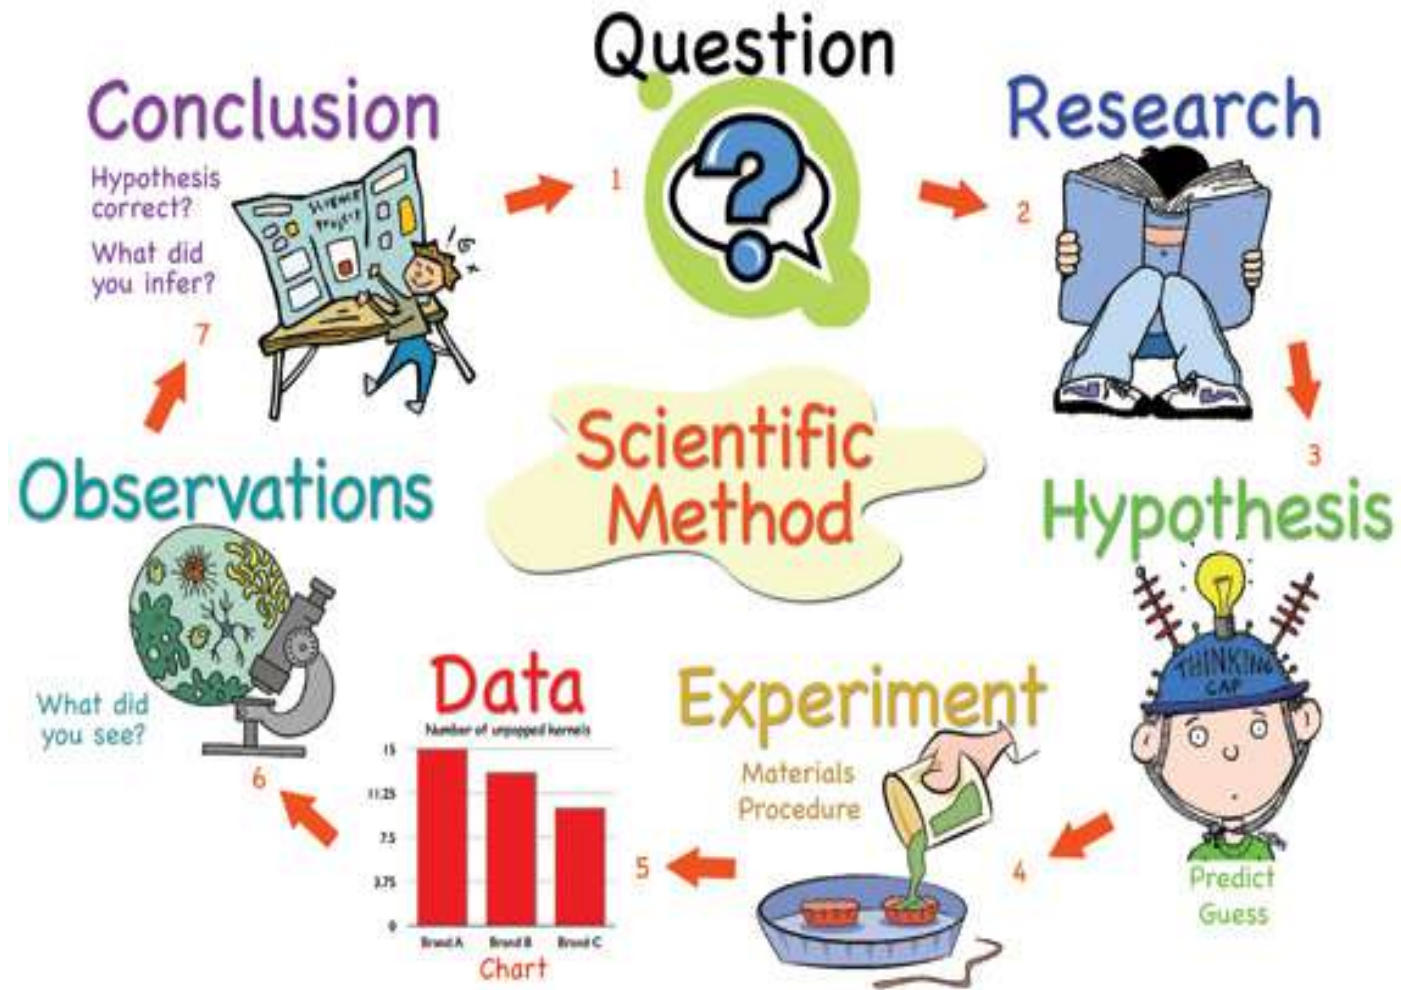 Question
1
Research
2
3
Hypothesis
THINKING
CAP
Predict
Guess
4
Experiment
Materials
Procedure
5
Data
Number of unpopped kernels
15
11.25
7.5
3.75
0
Brand A Brand B Brand C
Chart
6
Observations
What did
you see?
7
Conclusion
Hypothesis
correct?
What did
you infer?
Science
Project
Scientific
Method